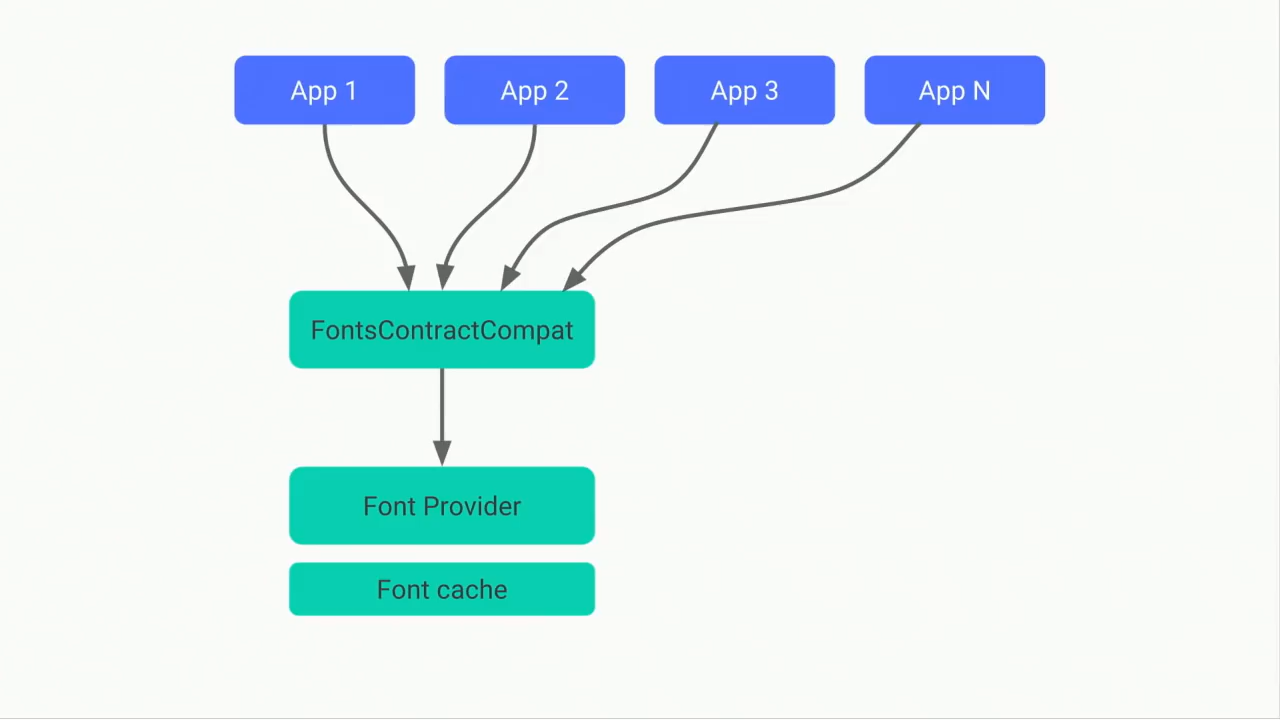 App 1
App 2
App 3
App N
FontsContractCompat
Font Provider
Font cache